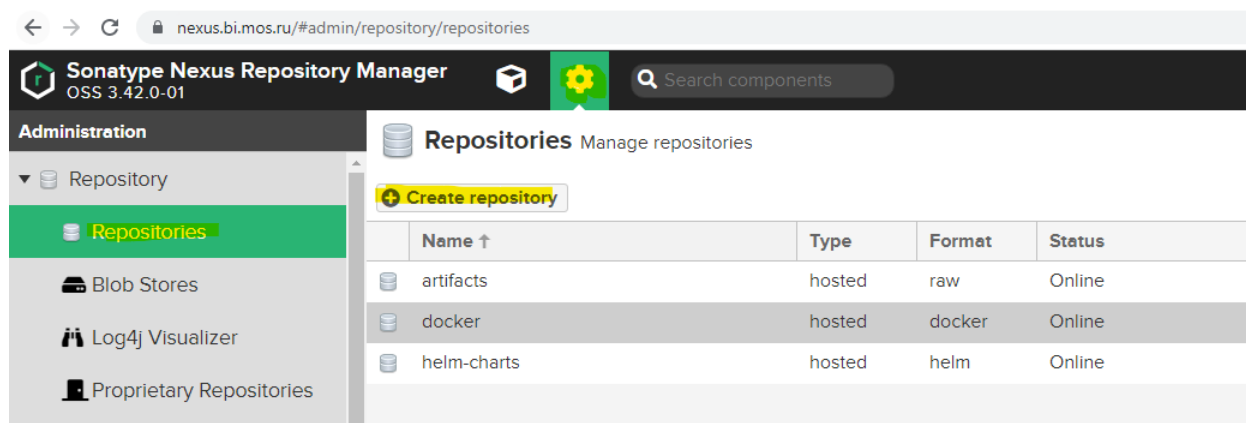 nexus.bi.mos.ru/#admin/repository/repositories
Sonatype Nexus Repository Manager
OSS 3.42.0-01
Search components
Administration
Repositories Manage repositories
Repository
Create repository
Repositories
Name Type Format Status
artifacts hosted raw Online
Blob Stores
docker hosted docker Online
Log4j Visualizer
helm-charts hosted helm Online
Proprietary Repositories